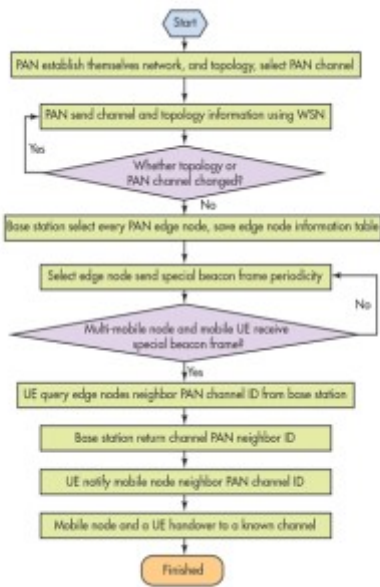 Start
PAN establish themselves network, and topology, select PAN channel
PAN send channel and topology information using WSN
Yes
Whether topology or
PAN channel changed?
No
Base station select every PAN edge node, save edge node information table
Select edge node send special beacon frame periodicity
No
Multi-mobile node and mobile UE receive
special beacon frame?
Yes
UE query edge nodes neighbor PAN channel ID from base station
Base station return channel PAN neighbor ID
UE notify mobile node neighbor PAN channel ID
Mobile node and a UE handover to a known channel
Finished